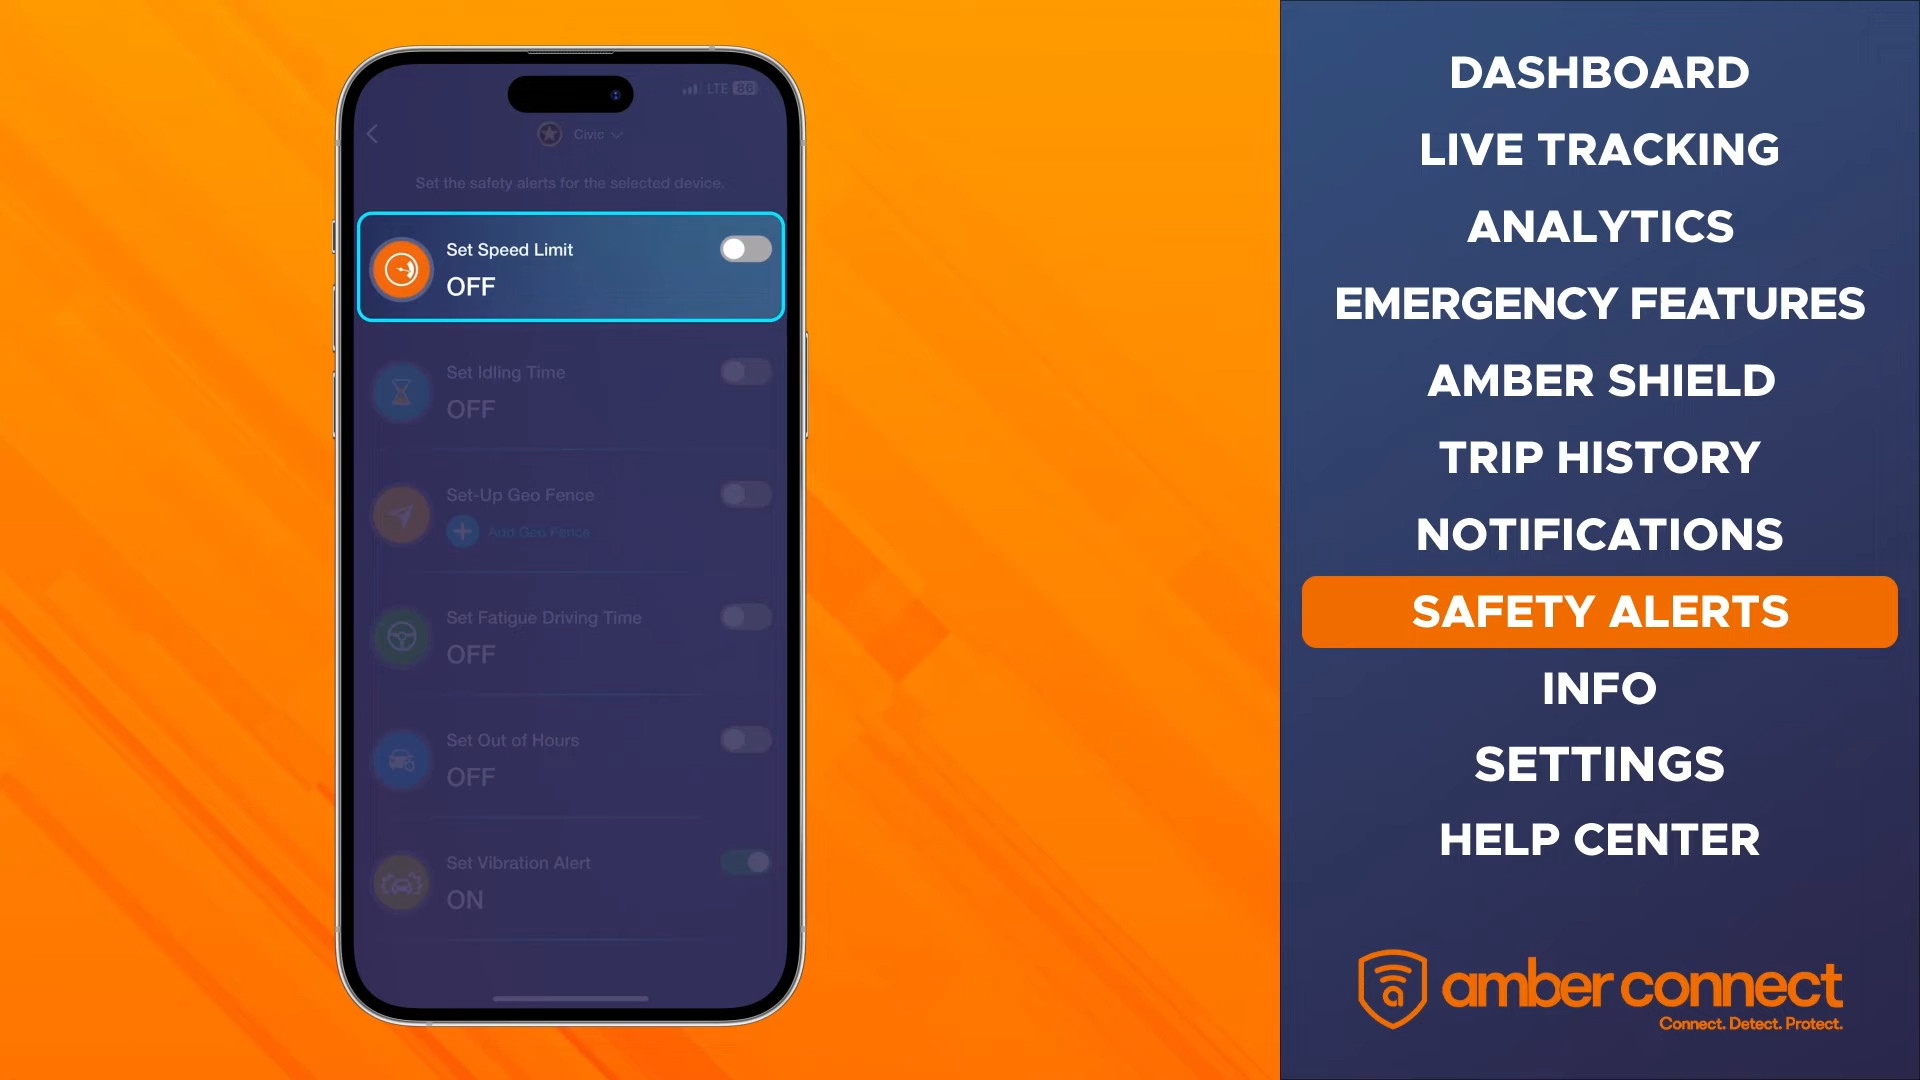 LTE 86
Civic
Set the safety alerts for the selected device.
Set Speed Limit
OFF
Set Idling Time
OFF
Set-Up Geo Fence
Add Geo Fence
Set Fatigue Driving Time
OFF
Set Out of Hours
OFF
Set Vibration Alert
ON
DASHBOARD
LIVE TRACKING
ANALYTICS
EMERGENCY FEATURES
AMBER SHIELD
TRIP HISTORY
NOTIFICATIONS
SAFETY ALERTS
INFO
SETTINGS
HELP CENTER
amber connect
Connect. Detect. Protect.